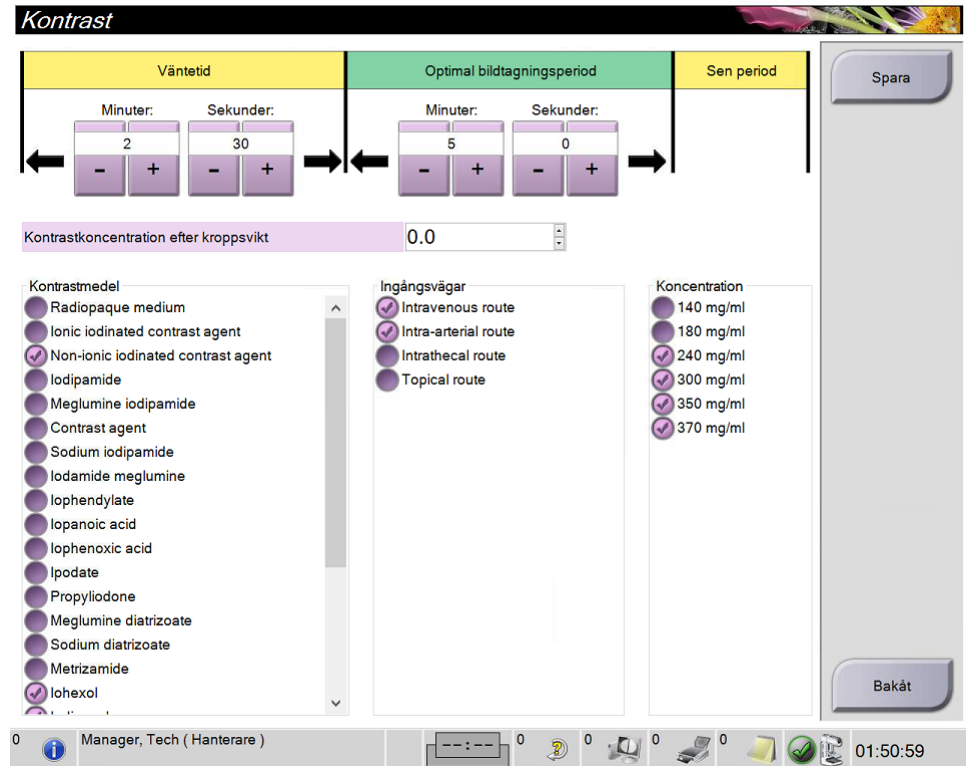 Kontrast
Väntetid
Optimal bildtagningsperiod
Sen period
Spara
Minuter:
Sekunder:
Minuter:
Sekunder:
2
30
5
0
-
+
-
+
-
+
-
+
Kontrastkoncentration efter kroppsvikt
0.0
Kontrastmedel
Radiopaque medium
Ionic iodinated contrast agent
Non-ionic iodinated contrast agent
Iodipamide
Meglumine iodipamide
Contrast agent
Sodium iodipamide
Iodamide meglumine
Iophendylate
Iopanoic acid
Iophenoxic acid
Ipodate
Propyliodone
Meglumine diatrizoate
Sodium diatrizoate
Metrizamide
Iohexol
Ingångsvägar
Intravenous route
Intra-arterial route
Intrathecal route
Topical route
Koncentration
140 mg/ml
180 mg/ml
240 mg/ml
300 mg/ml
350 mg/ml
370 mg/ml
Bakåt
0
Manager, Tech ( Hanterare )
--:--
0
0
0
0
01:50:59